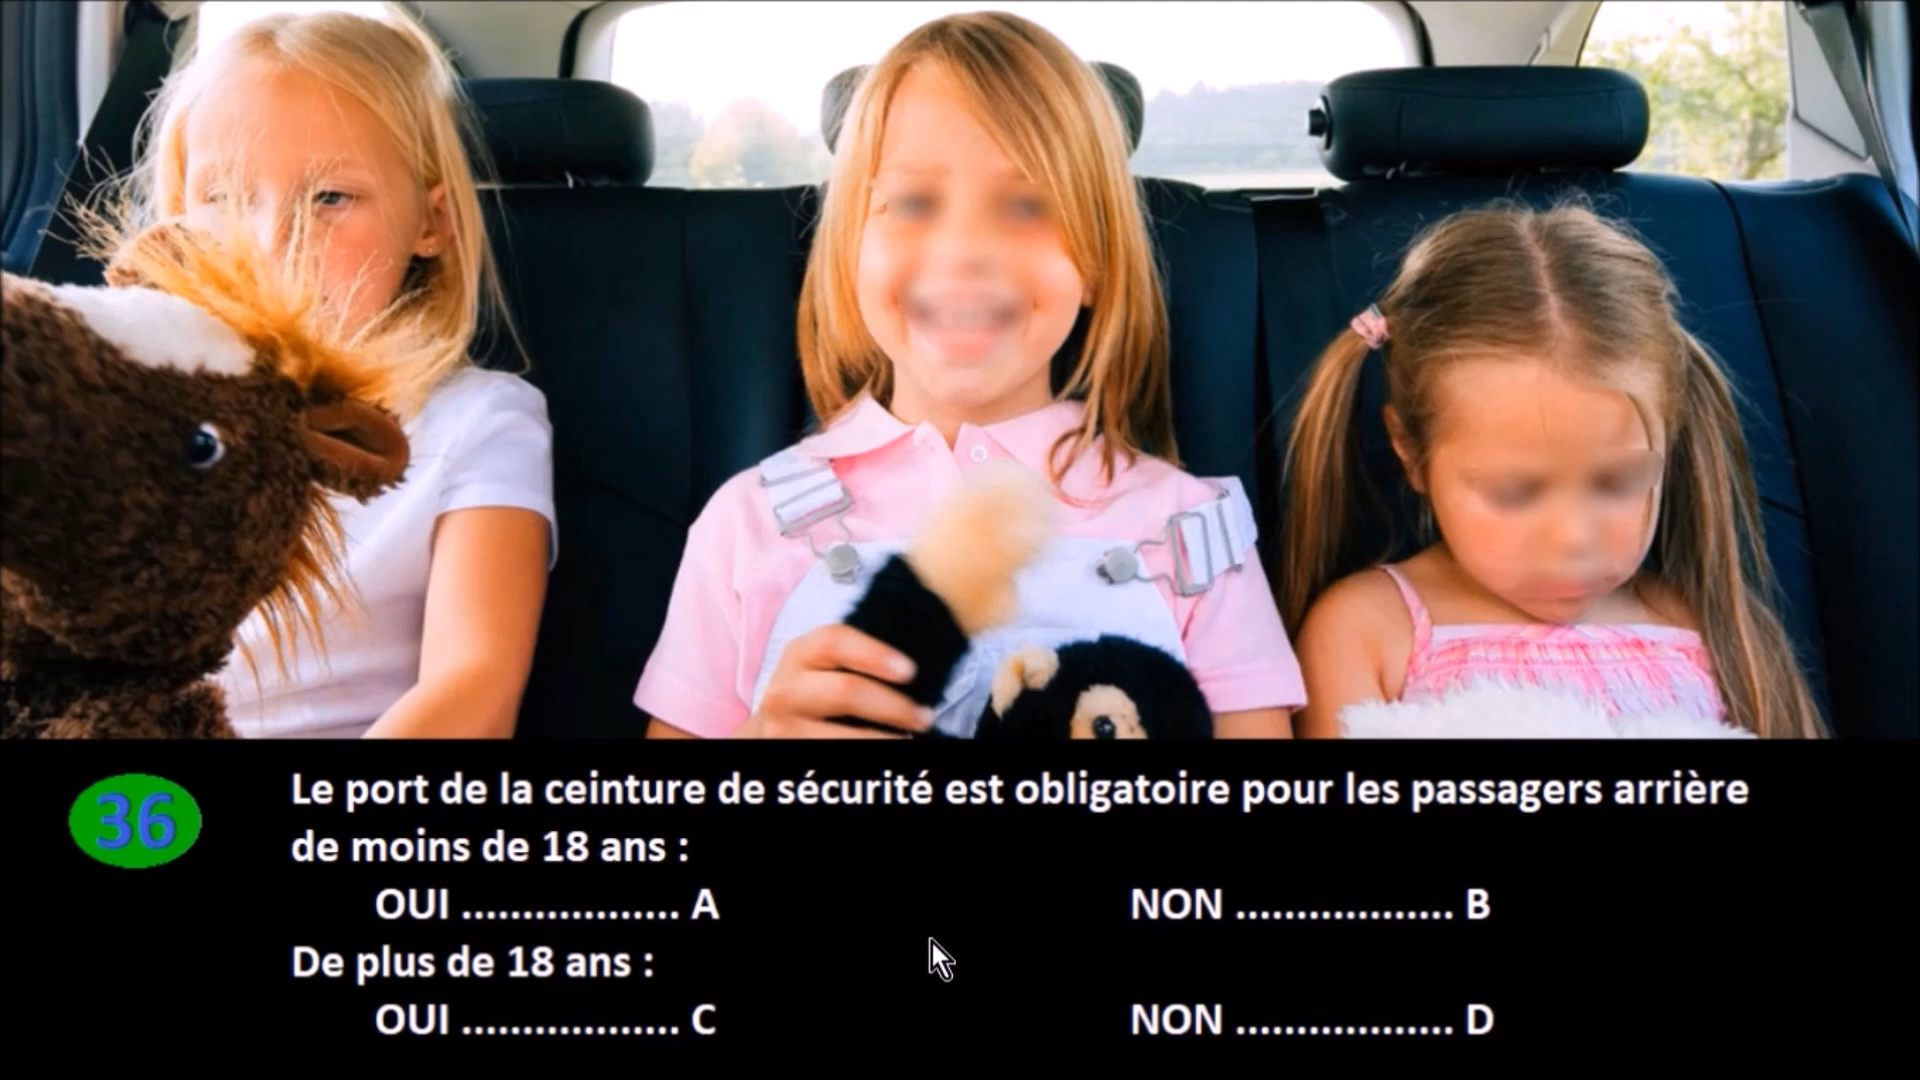 36
Le port de la ceinture de sécurité est obligatoire pour les passagers arrière
de moins de 18 ans :
OUI .................. A NON .................. B
De plus de 18 ans :
OUI .................. C NON .................. D